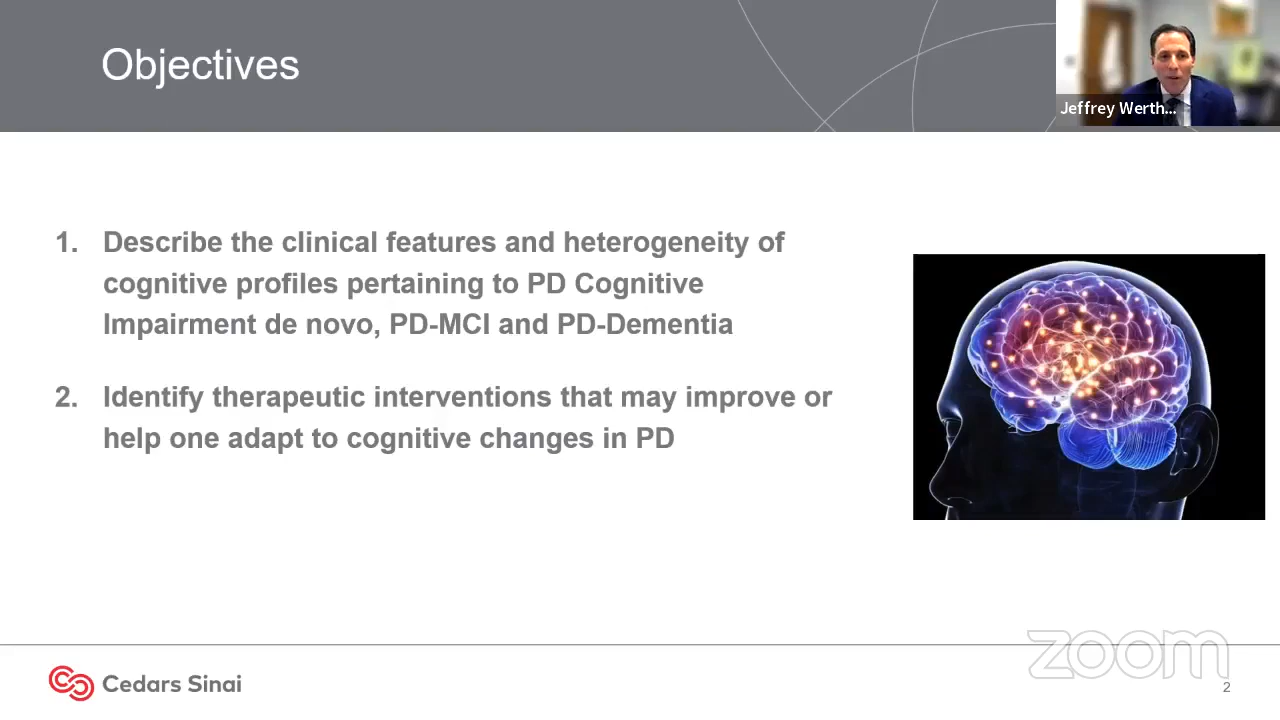 Objectives
Jeffrey Werth...
1. Describe the clinical features and heterogeneity of
cognitive profiles pertaining to PD Cognitive
Impairment de novo, PD-MCI and PD-Dementia
2. Identify therapeutic interventions that may improve or
help one adapt to cognitive changes in PD
Cedars Sinai
zoom
2